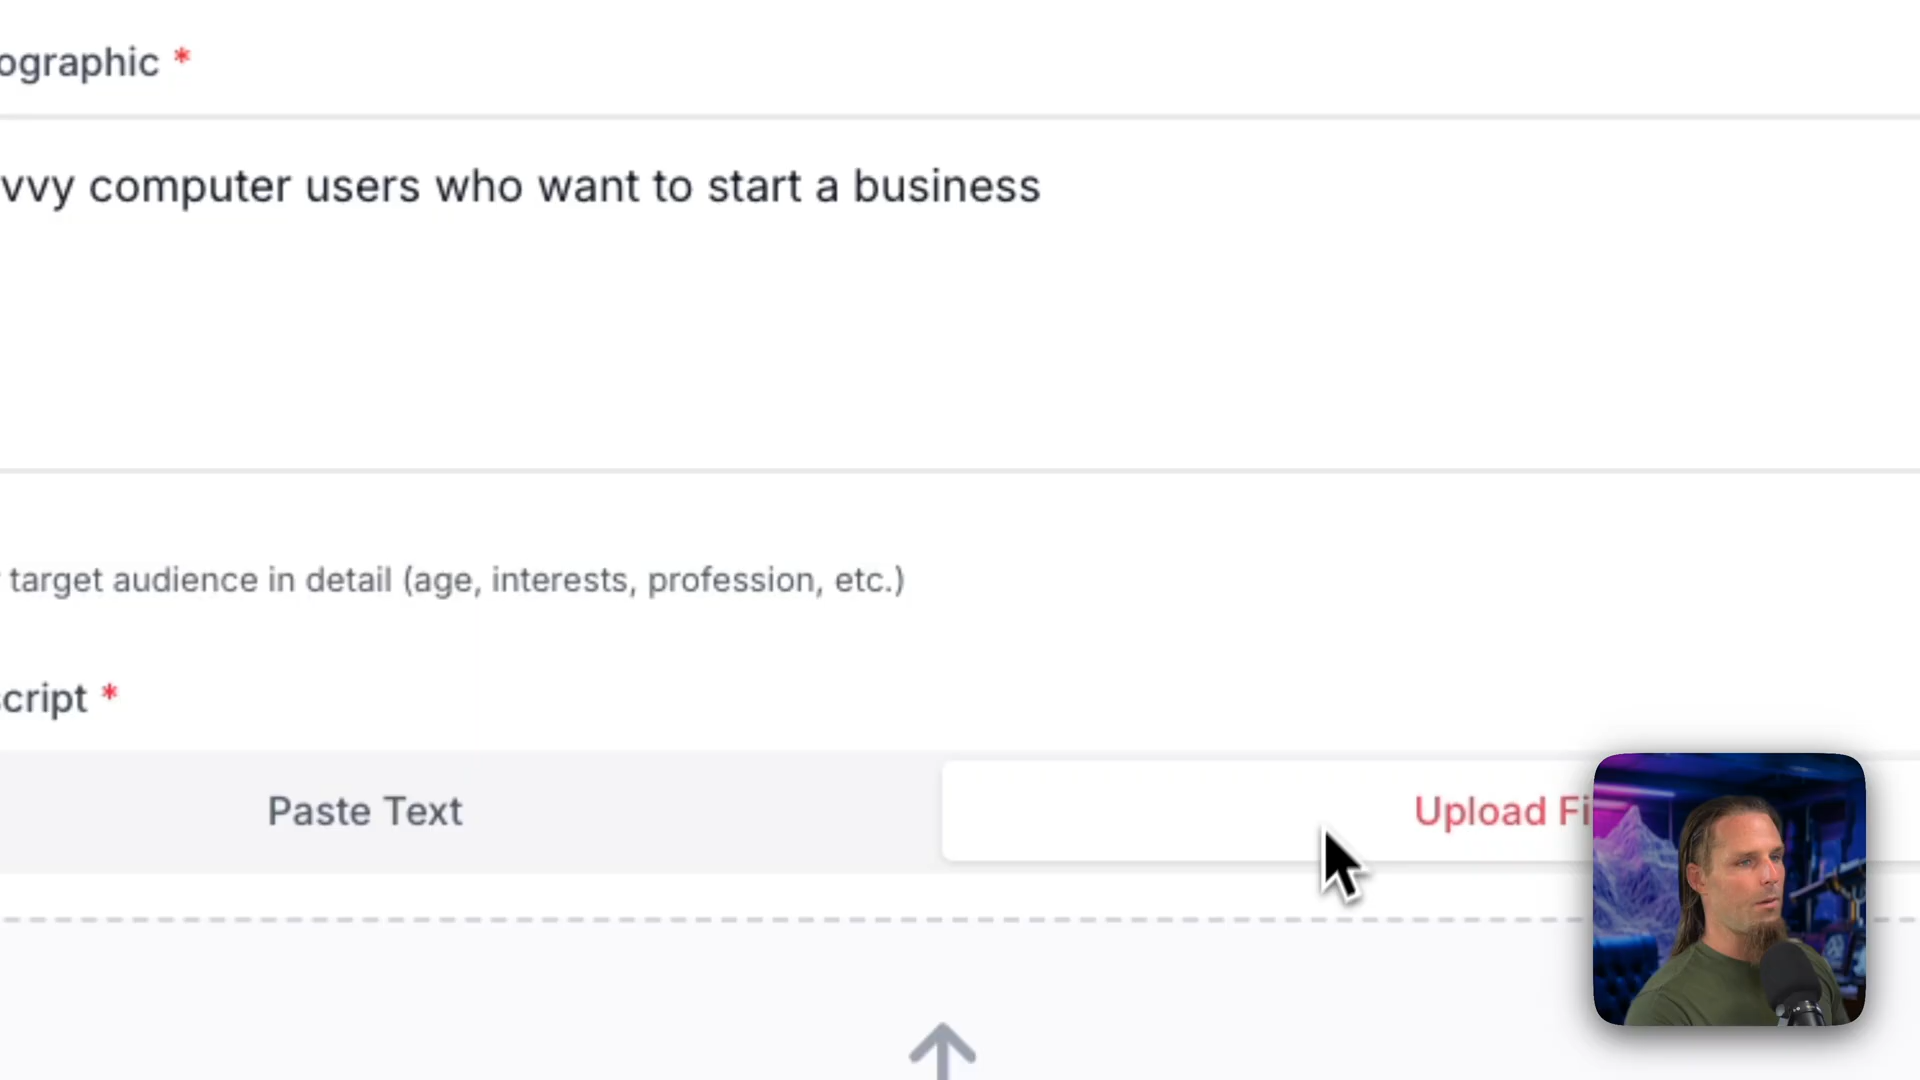 ographic *
vvy computer users who want to start a business
target audience in detail (age, interests, profession, etc.)
cript *
Paste Text
Upload Fi